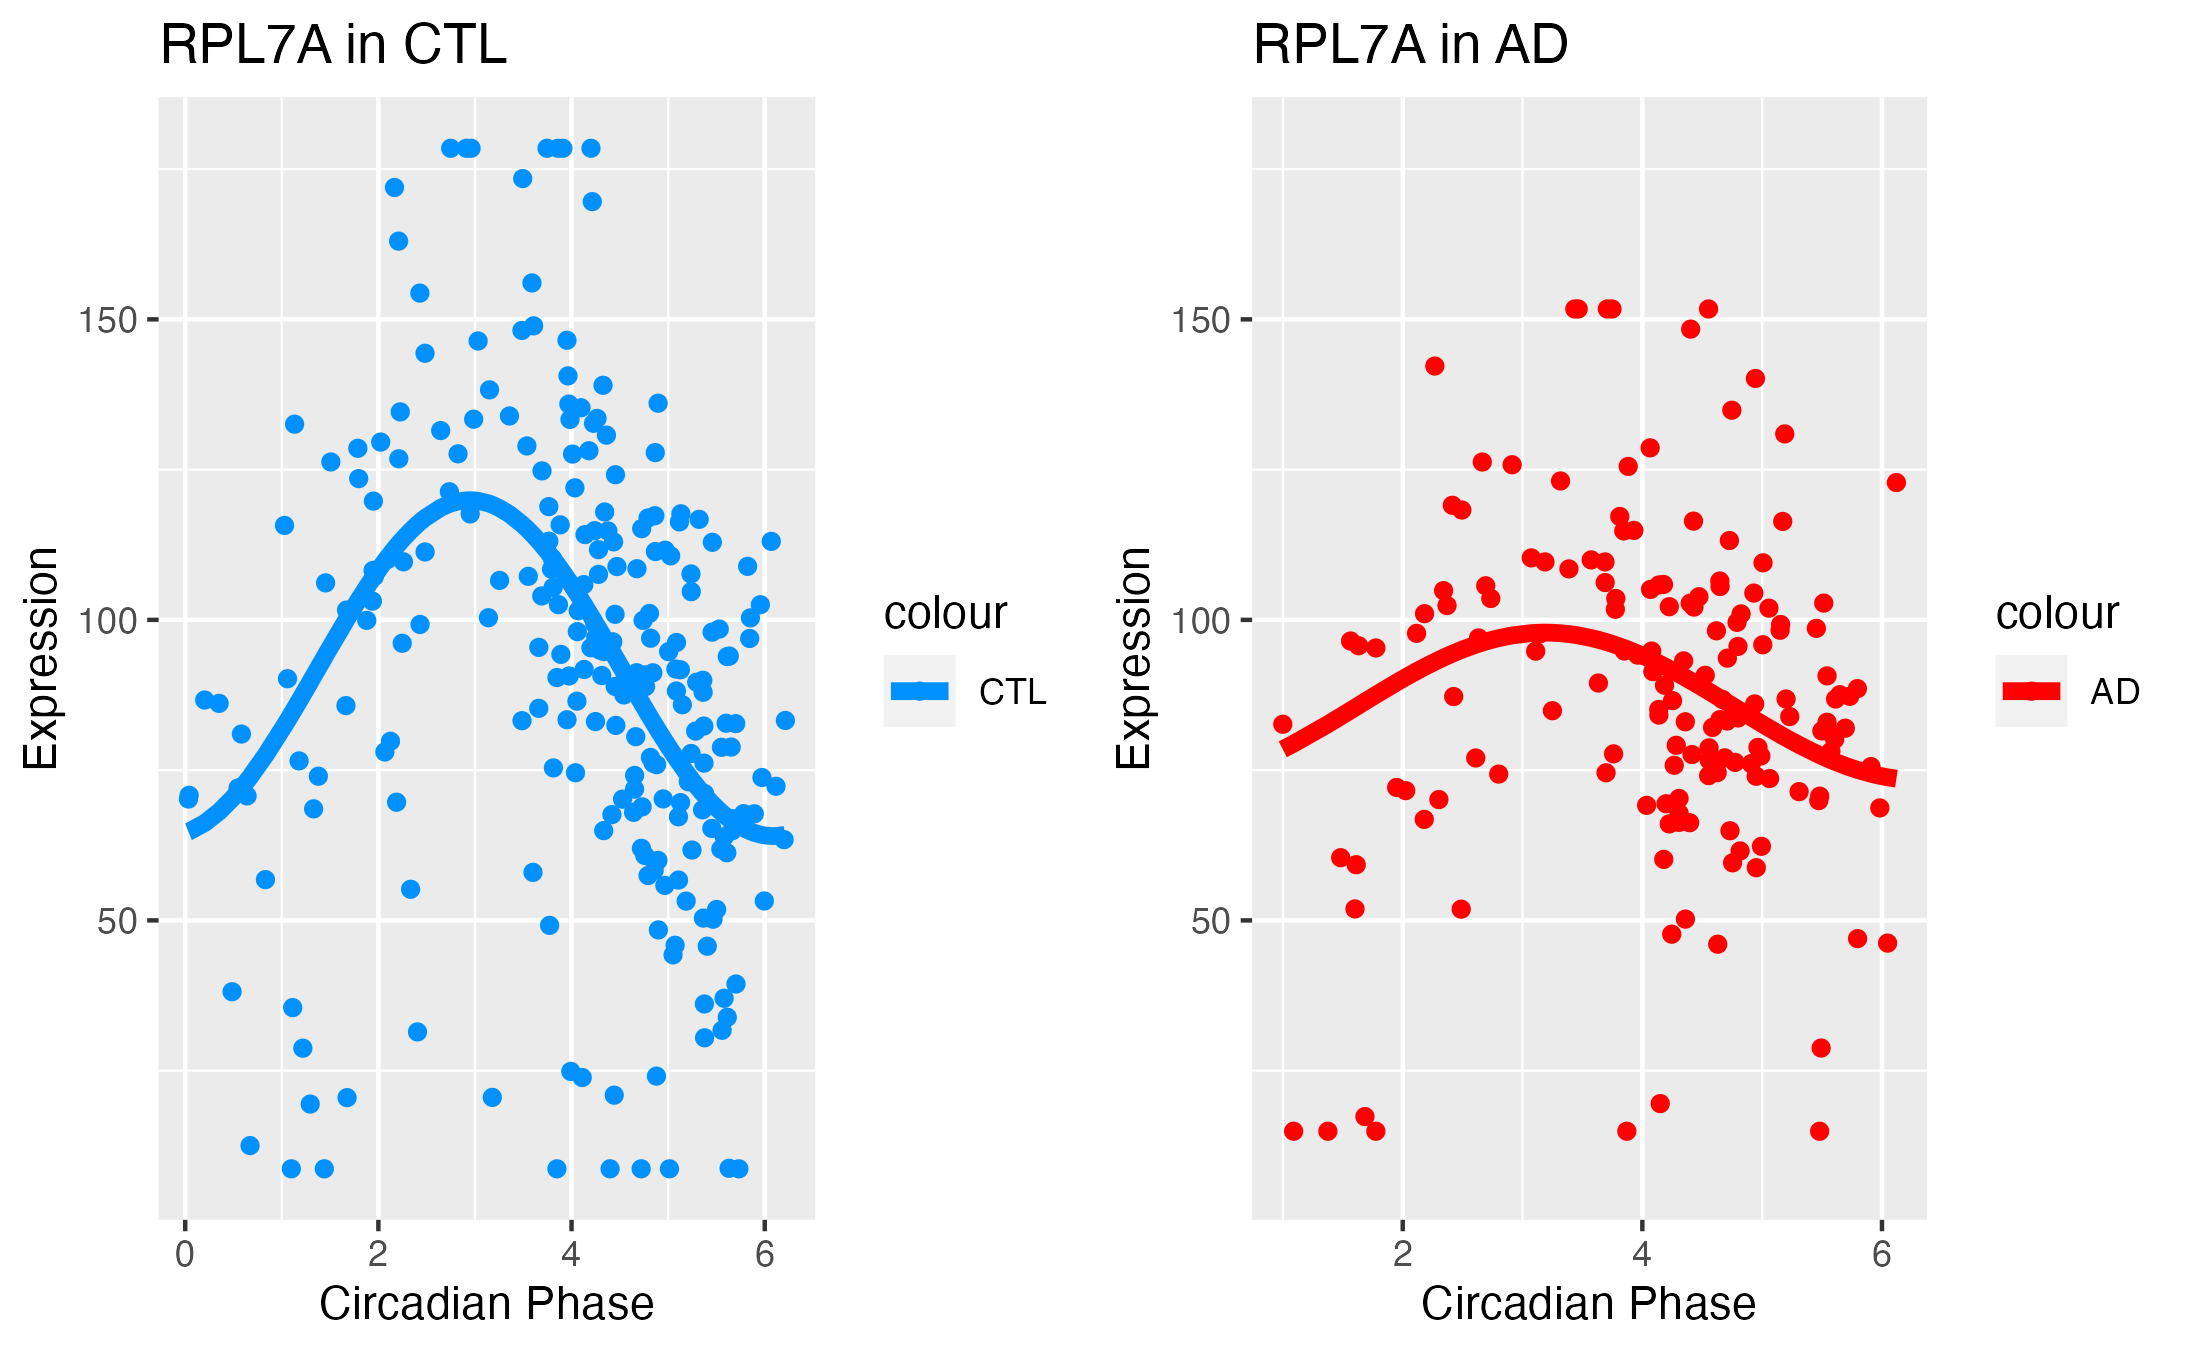 RPL7A in CTL
Expression
150
100
50
0 2 4 6
Circadian Phase
colour
CTL
RPL7A in AD
Expression
150
100
50
2 4 6
Circadian Phase
colour
AD